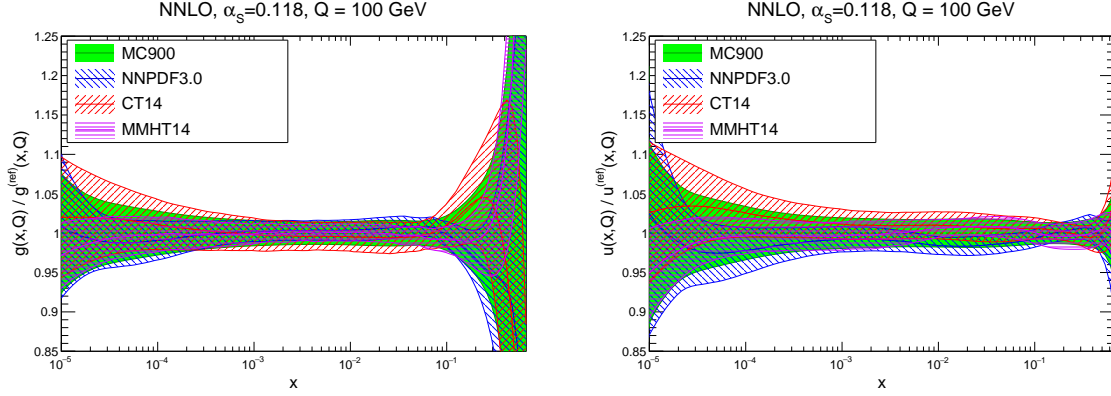 NNLO, α_S=0.118, Q = 100 GeV
1.25
1.2
1.15
1.1
1.05
1
0.95
0.9
0.85
g(x,Q) / g^(ref)(x,Q)
MC900
NNPDF3.0
CT14
MMHT14
10^-5
10^-4
10^-3
10^-2
10^-1
x
NNLO, α_S=0.118, Q = 100 GeV
1.25
1.2
1.15
1.1
1.05
1
0.95
0.9
0.85
u(x,Q) / u^(ref)(x,Q)
MC900
NNPDF3.0
CT14
MMHT14
10^-5
10^-4
10^-3
10^-2
10^-1
x